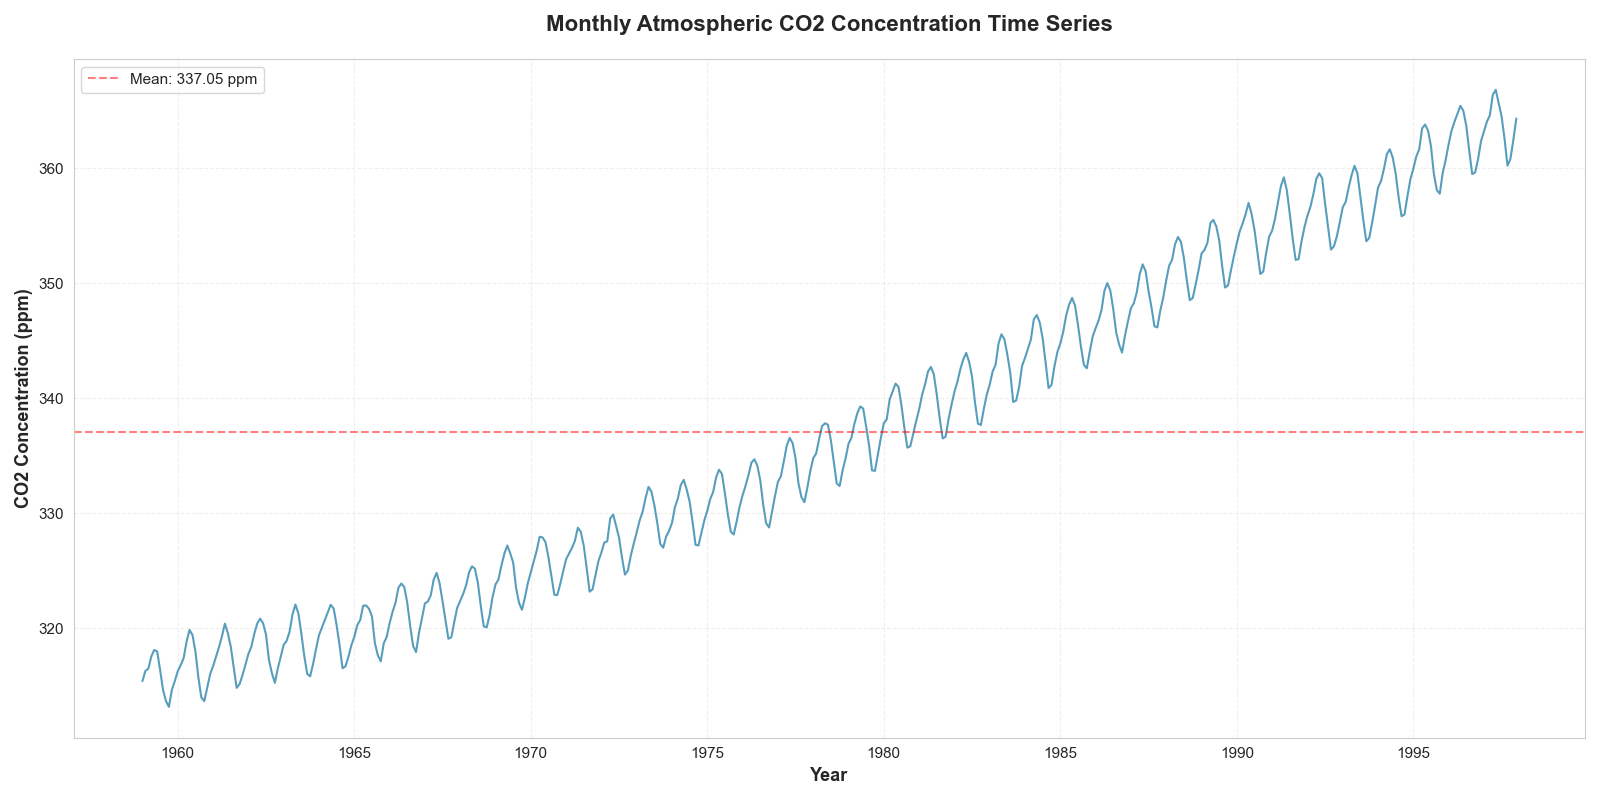 Monthly Atmospheric CO2 Concentration Time Series
Mean: 337.05 ppm
CO2 Concentration (ppm)
360
350
340
330
320
1960 1965 1970 1975 1980 1985 1990 1995
Year